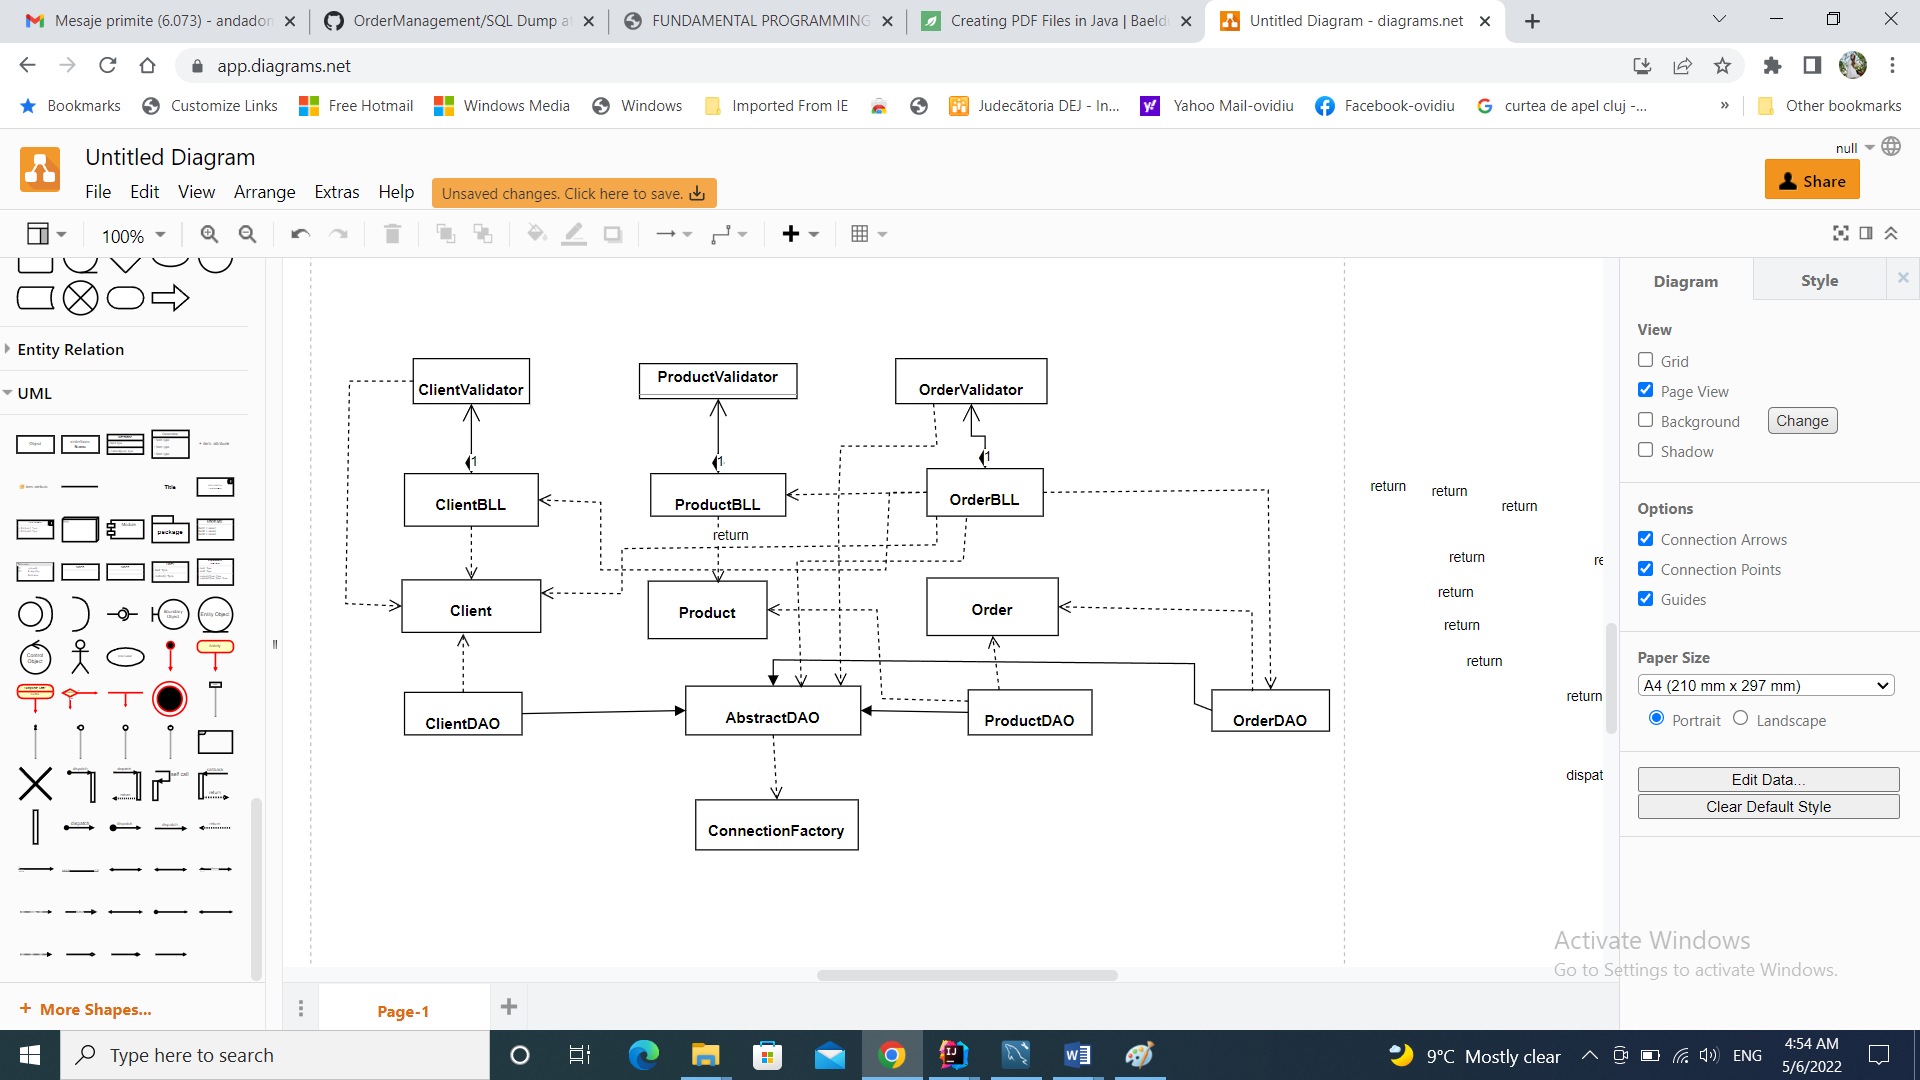 Mesaje primite (6.073) - andador
OrderManagement/SQL Dump at
FUNDAMENTAL PROGRAMMING
Creating PDF Files in Java | Baeld
Untitled Diagram - diagrams.net
app.diagrams.net
Bookmarks
Customize Links
Free Hotmail
Windows Media
Windows
Imported From IE
Judecătoria DEJ - In...
Yahoo Mail-ovidiu
Facebook-ovidiu
curtea de apel cluj -...
»
Other bookmarks
Untitled Diagram
null
File Edit View Arrange Extras Help
Unsaved changes. Click here to save.
Share
100%
Entity Relation
UML
Title
package
Diagram
Style
View
Grid
Page View
Background
Change
Shadow
Options
Connection Arrows
Connection Points
Guides
Paper Size
A4 (210 mm x 297 mm)
Portrait
Landscape
Edit Data...
Clear Default Style
ClientValidator
ProductValidator
OrderValidator
1
1
1
ClientBLL
ProductBLL
OrderBLL
return
Client
Product
Order
ClientDAO
AbstractDAO
ProductDAO
OrderDAO
ConnectionFactory
return
return
return
return
re
return
return
return
return
dispat
Activate Windows
Go to Settings to activate Windows.
+ More Shapes...
Page-1
Type here to search
9°C Mostly clear
ENG
4:54 AM
5/6/2022